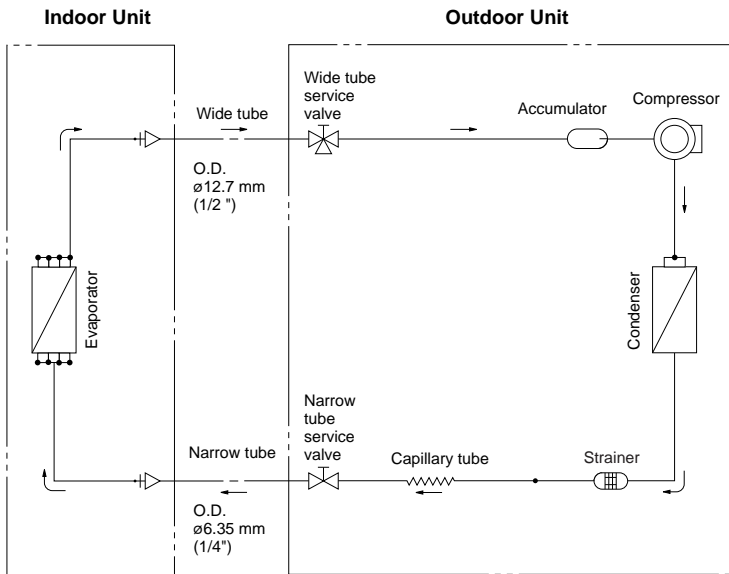 Indoor Unit
Outdoor Unit
Wide tube
service
valve
Wide tube
Accumulator
Compressor
O.D.
ø12.7 mm
(1/2 ")
Evaporator
Condenser
Narrow
tube
service
valve
Narrow tube
Capillary tube
Strainer
O.D.
ø6.35 mm
(1/4")